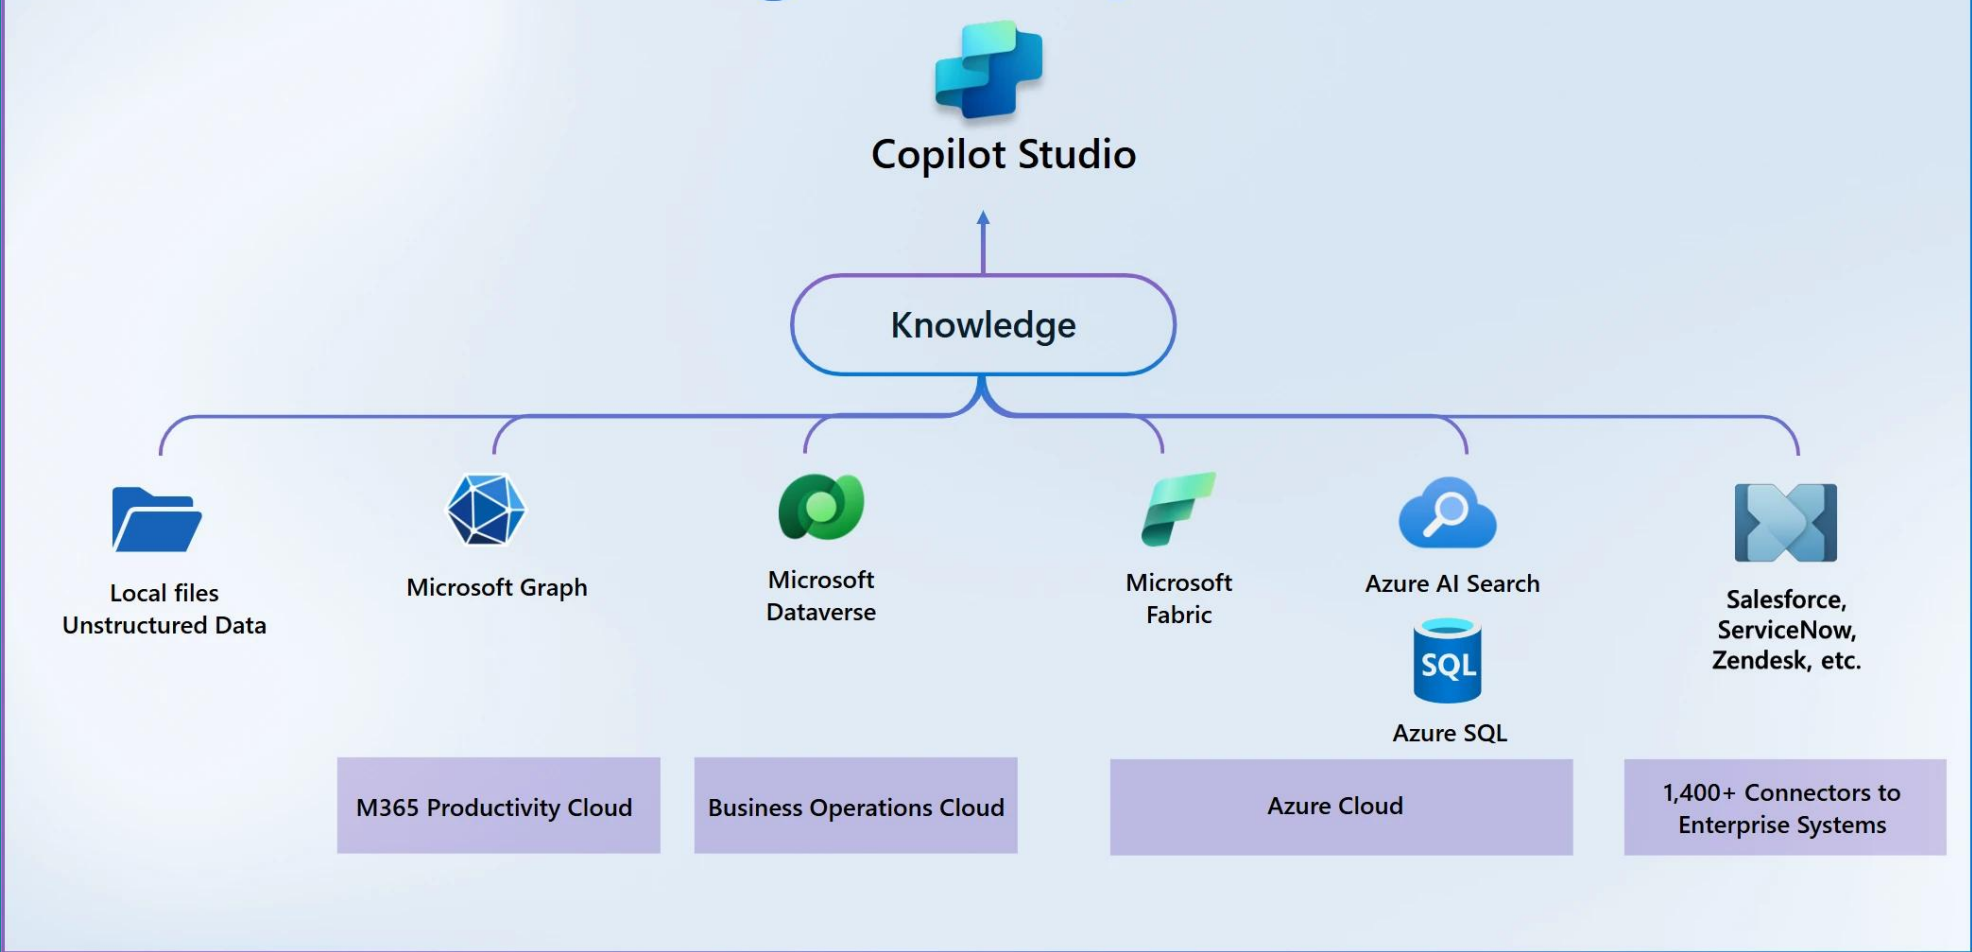 Copilot Studio
Knowledge
Local files
Unstructured Data
Microsoft Graph
Microsoft
Dataverse
Microsoft
Fabric
Azure AI Search
SQL
Azure SQL
Salesforce,
ServiceNow,
Zendesk, etc.
M365 Productivity Cloud
Business Operations Cloud
Azure Cloud
1,400+ Connectors to
Enterprise Systems